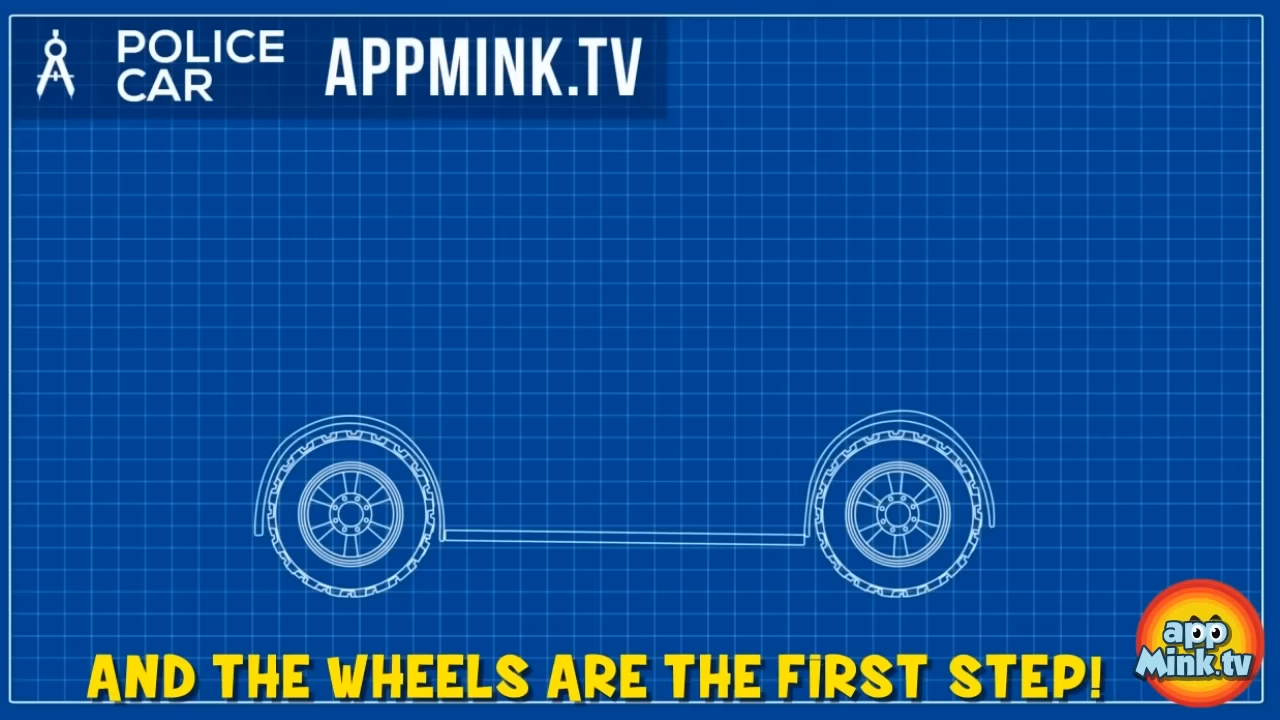 POLICE
CAR
APPMINK.TV
AND THE WHEELS ARE THE FIRST STEP!
app
Mink.tv